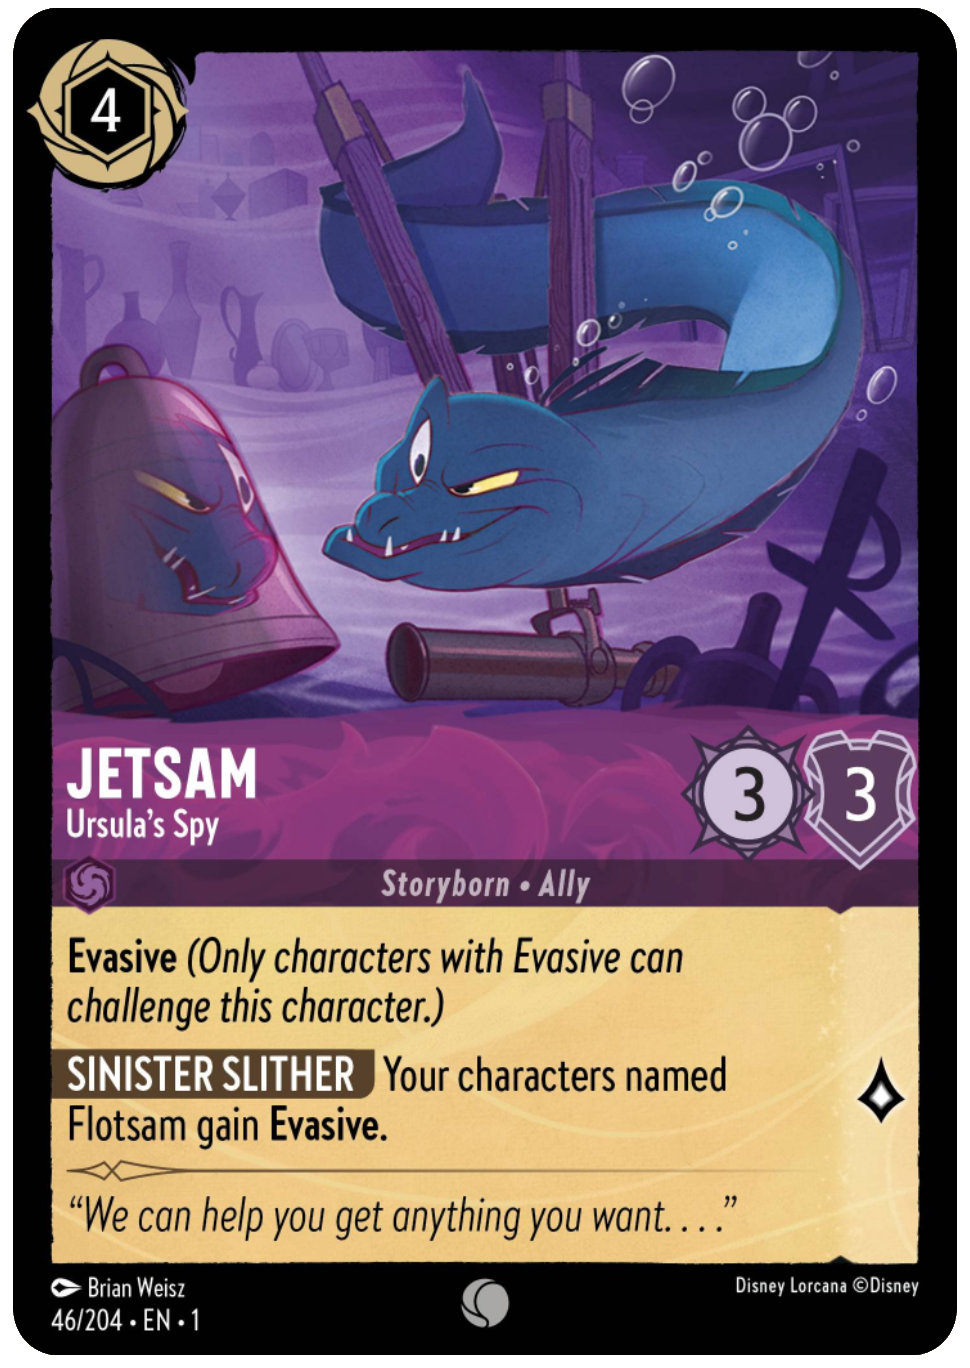 4
JETSAM
Ursula's Spy
3
3
Storyborn • Ally
Evasive (Only characters with Evasive can
challenge this character.)
SINISTER SLITHER Your characters named
Flotsam gain Evasive.
“We can help you get anything you want. . . .”
Brian Weisz
Disney Lorcana ©Disney
46/204 • EN • 1